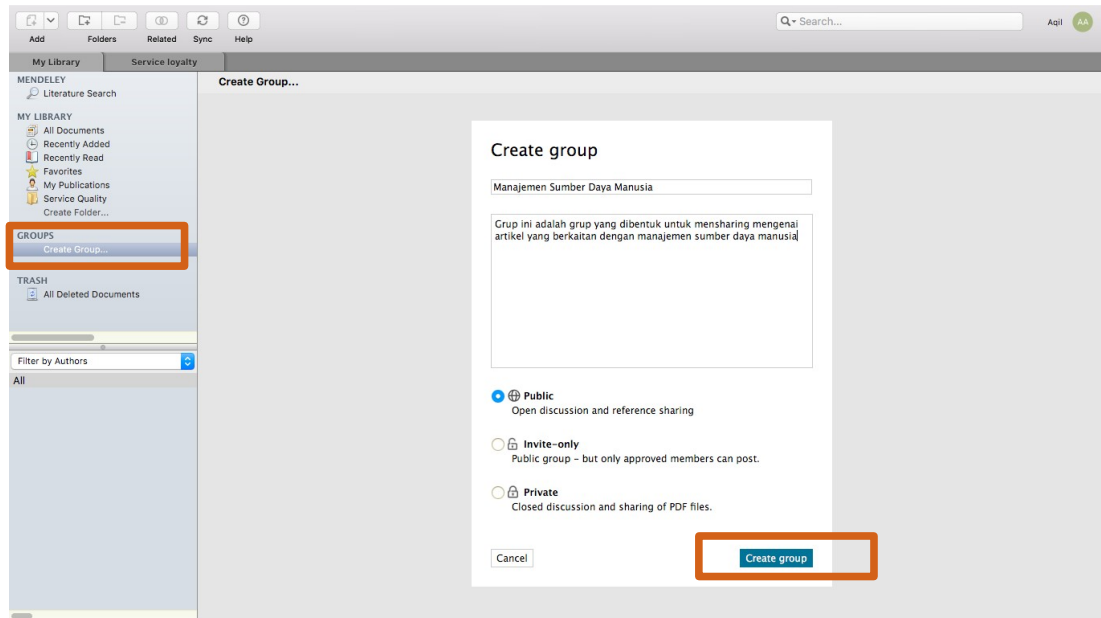 Search...
Aqil AA
Add Folders Related Sync Help
My Library Service loyalty
MENDELEY
Literature Search
MY LIBRARY
All Documents
Recently Added
Recently Read
Favorites
My Publications
Service Quality
Create Folder...
GROUPS
Create Group...
TRASH
All Deleted Documents
Filter by Authors
All
Create Group...
Create group
Manajemen Sumber Daya Manusia
Grup ini adalah grup yang dibentuk untuk mensharing mengenai
artikel yang berkaitan dengan manajemen sumber daya manusia
Public
Open discussion and reference sharing
Invite-only
Public group – but only approved members can post.
Private
Closed discussion and sharing of PDF files.
Cancel Create group